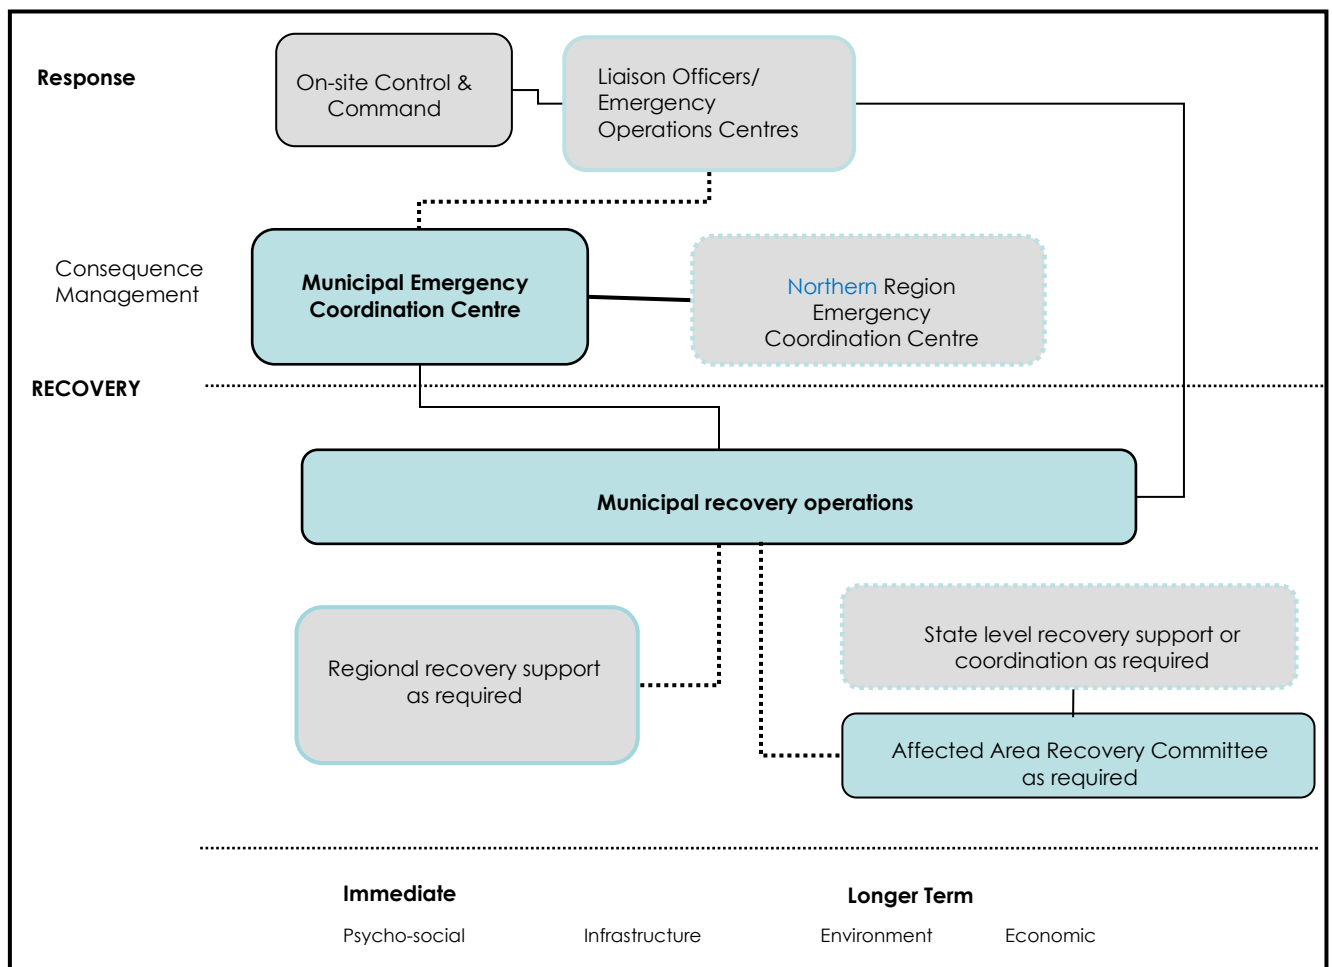 Response
On-site Control &
Command
Liaison Officers/
Emergency
Operations Centres
Consequence
Management
Municipal Emergency
Coordination Centre
Northern Region
Emergency
Coordination Centre
RECOVERY
Municipal recovery operations
Regional recovery support
as required
State level recovery support or
coordination as required
Affected Area Recovery Committee
as required
Immediate
Longer Term
Psycho-social
Infrastructure
Environment
Economic